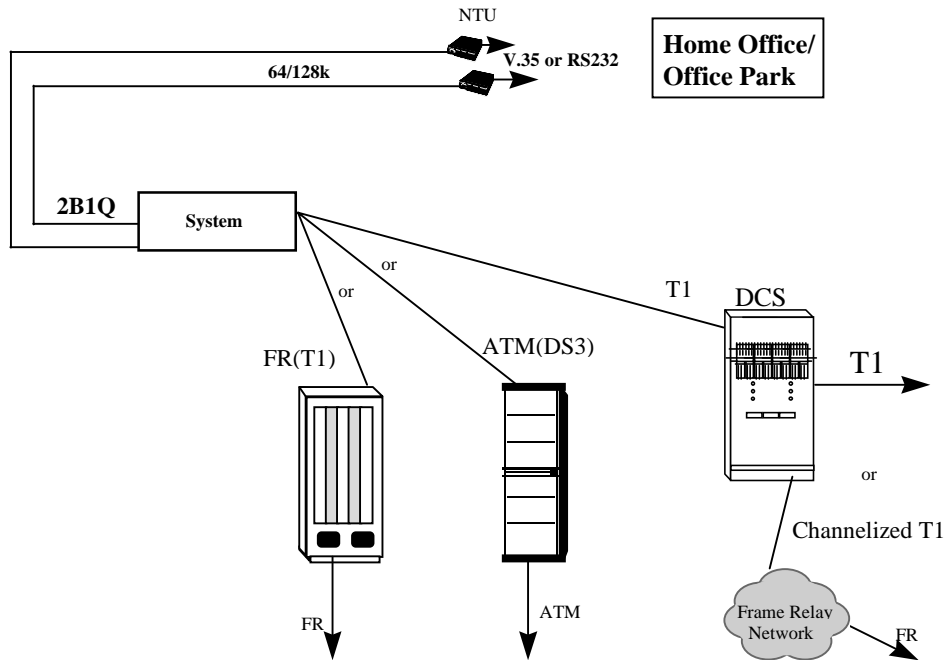 NTU
Home Office/
Office Park
V.35 or RS232
64/128k
2B1Q
System
or
or
T1
DCS
FR(T1)
ATM(DS3)
T1
or
Channelized T1
Frame Relay
Network
FR
ATM
FR